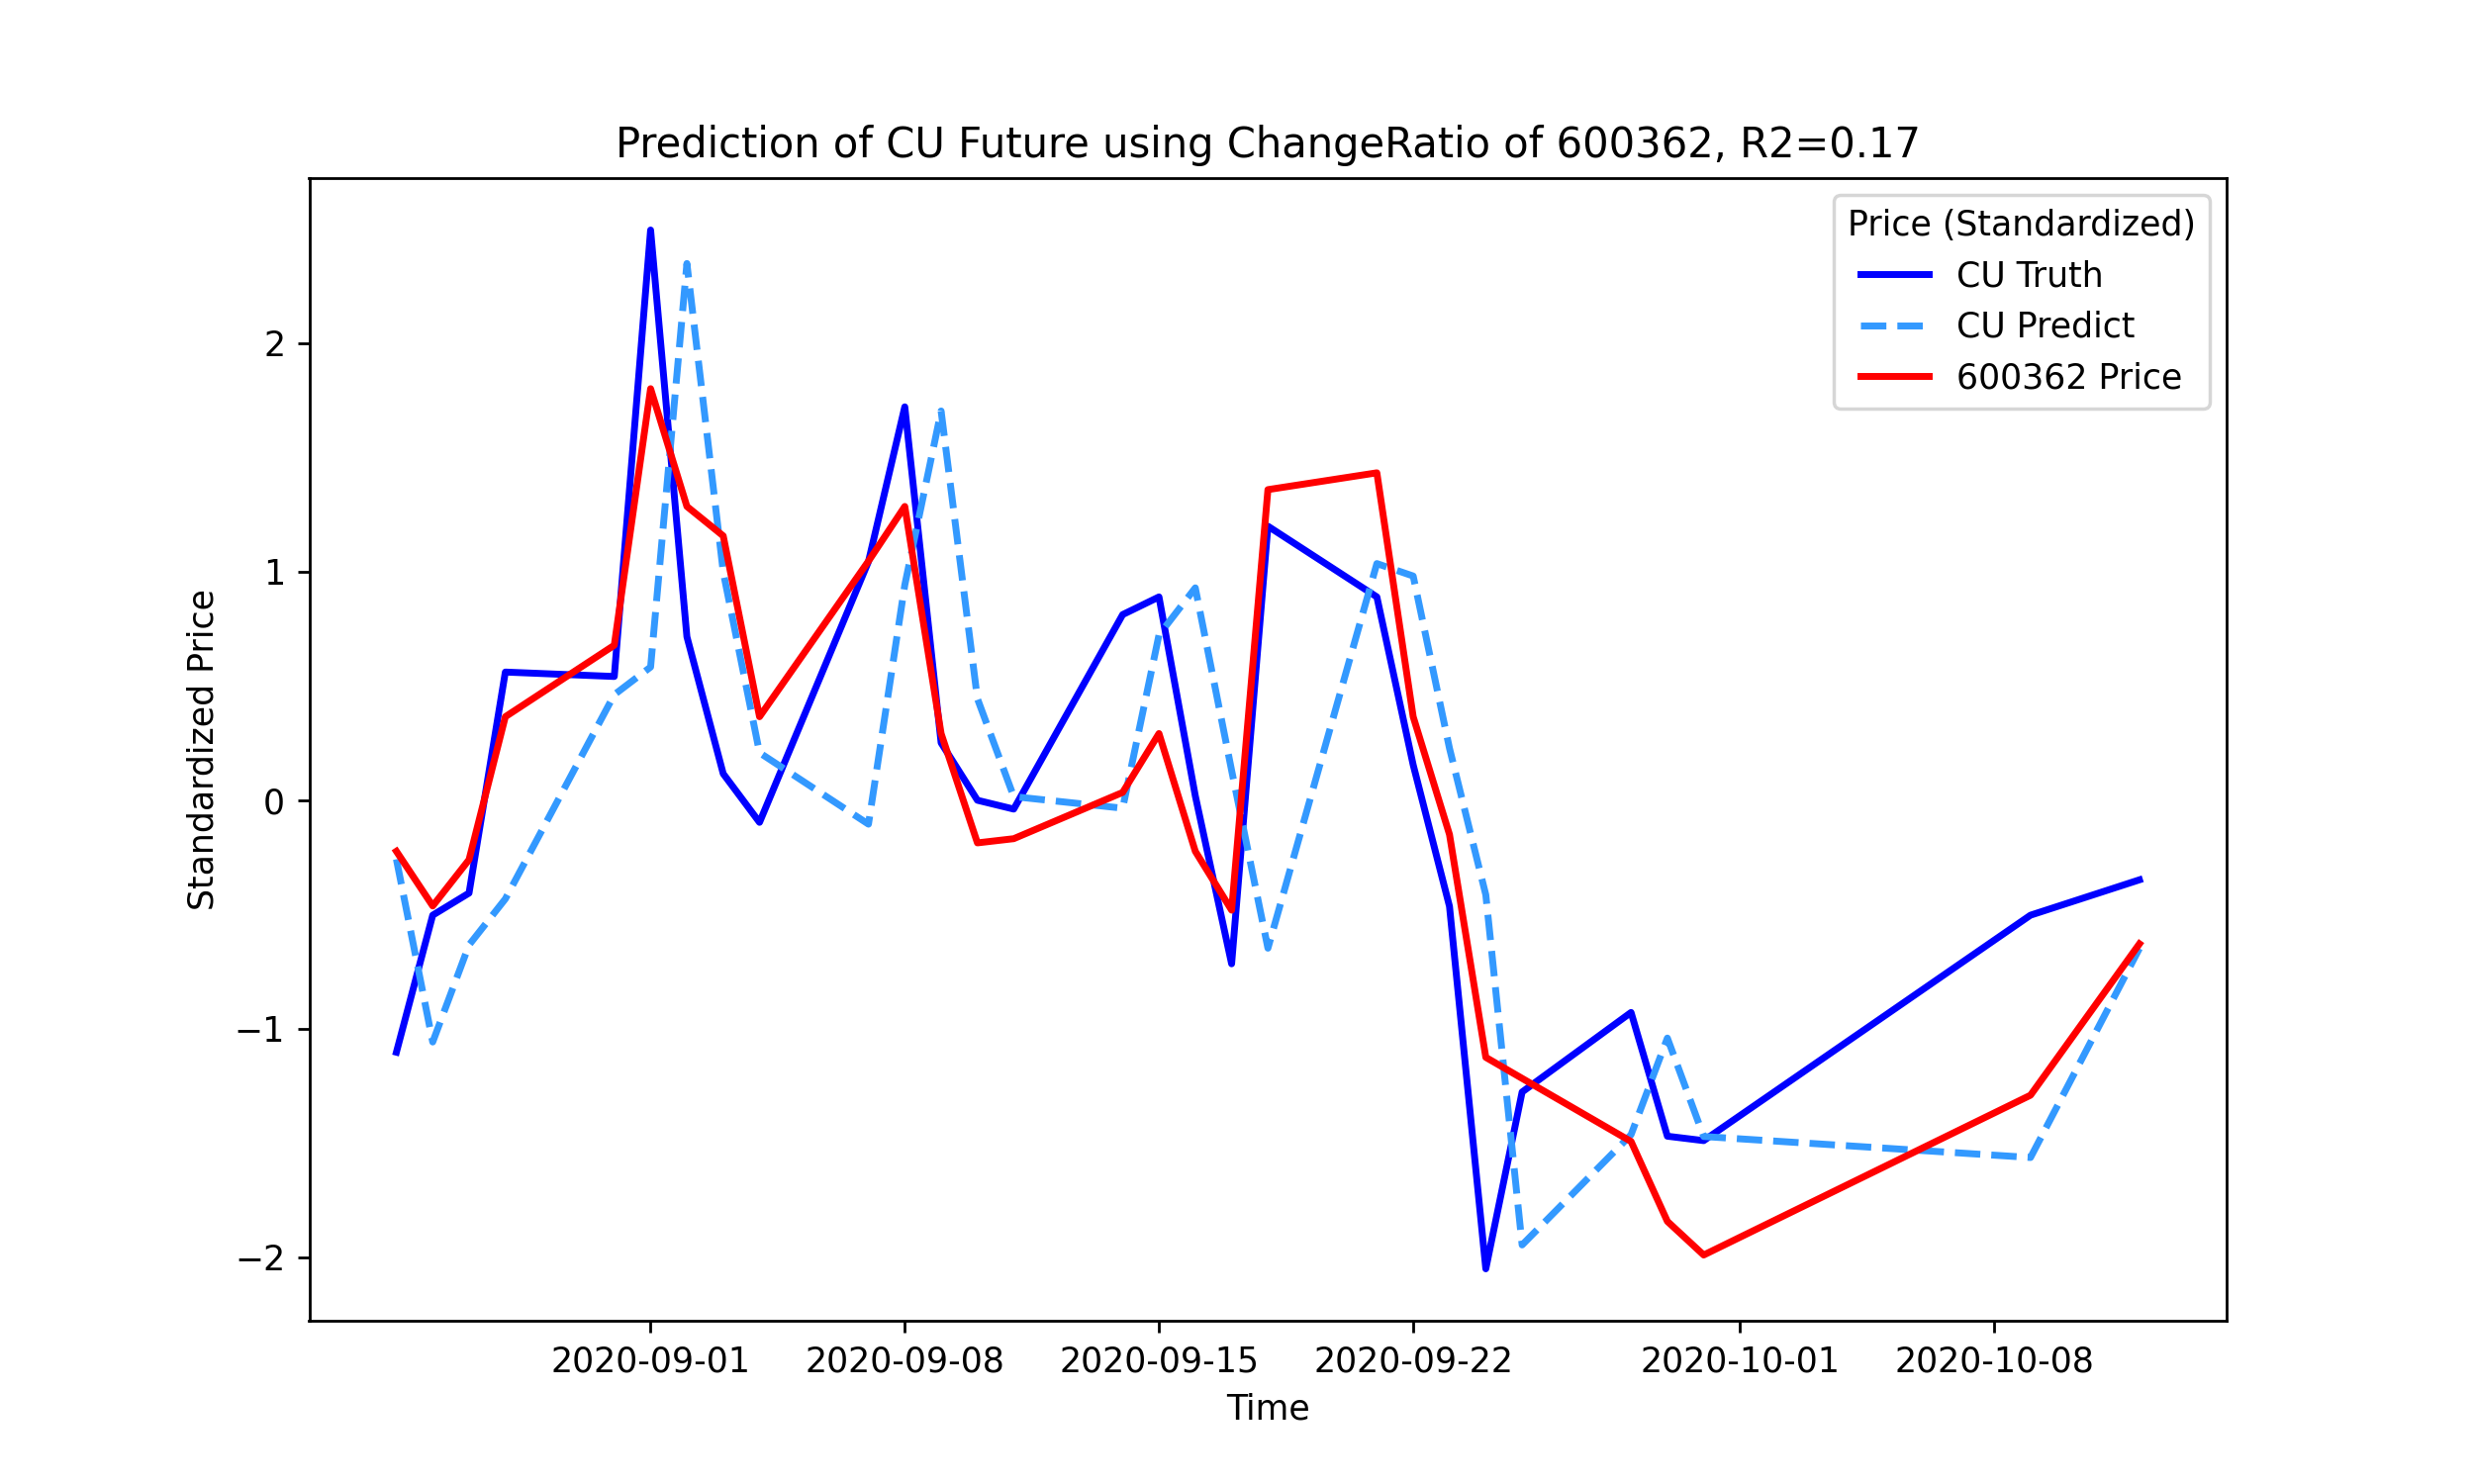 Prediction of CU Future using ChangeRatio of 600362, R2=0.17
Price (Standardized)
CU Truth
CU Predict
600362 Price
Standardized Price
2
1
0
−1
−2
2020-09-01 2020-09-08 2020-09-15 2020-09-22 2020-10-01 2020-10-08
Time